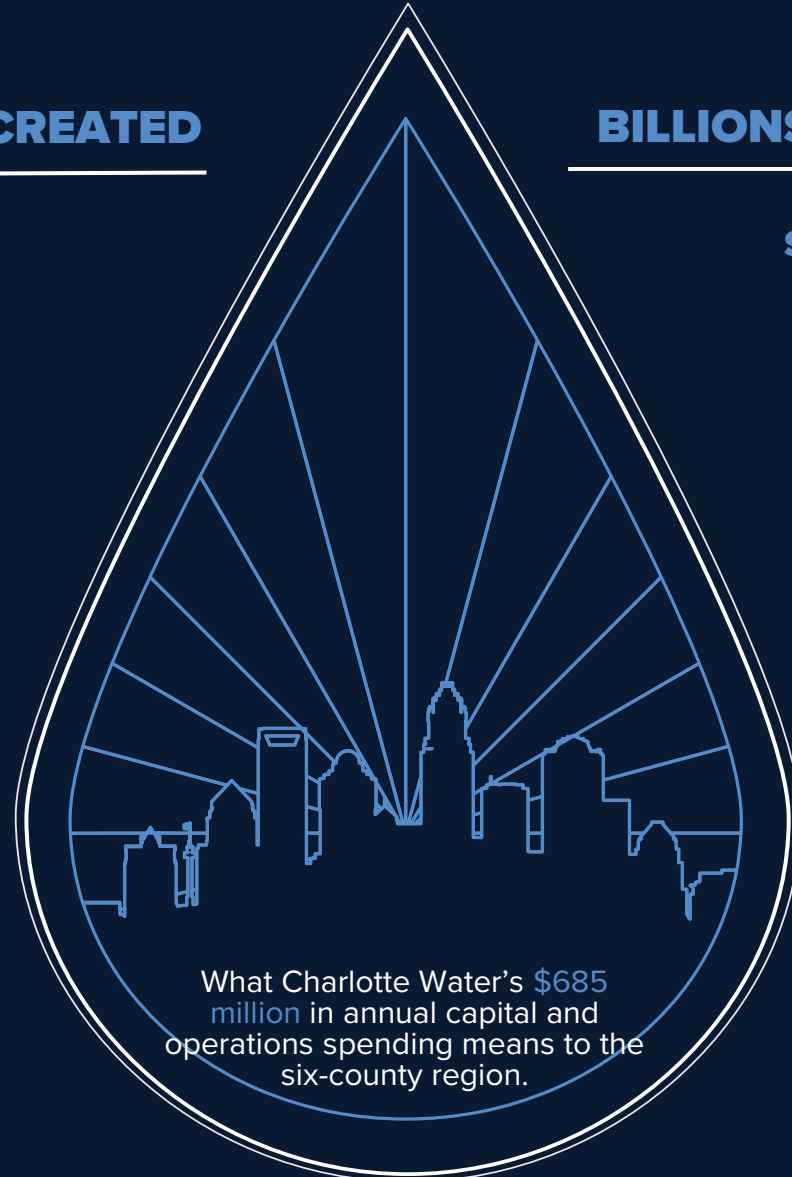 CREATED
BILLIONS
What Charlotte Water’s $685
million in annual capital and
operations spending means to the
six-county region.